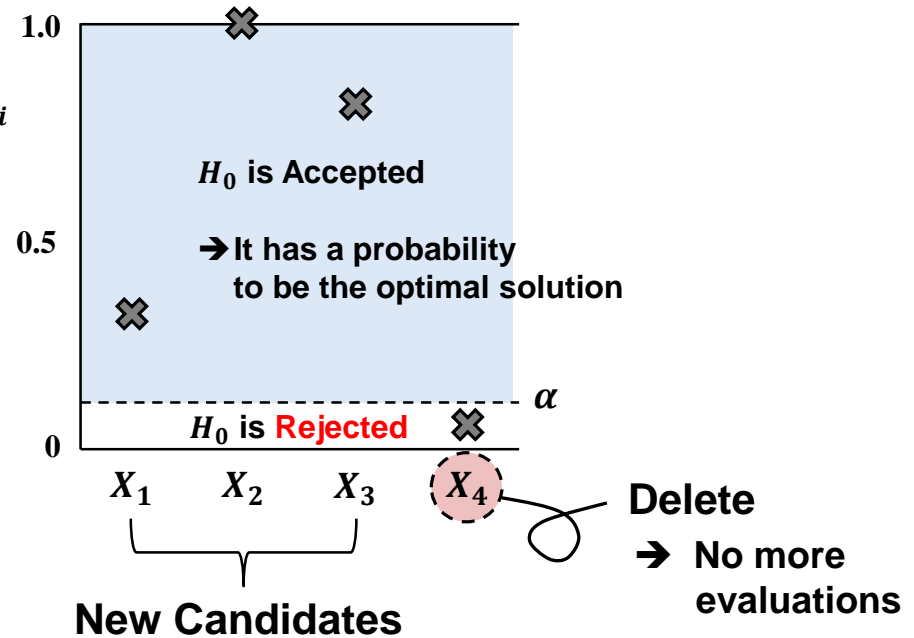 1.0
i
H₀ is Accepted
0.5
➔ It has a probability
to be the optimal solution
α
H₀ is Rejected
0
X₁ X₂ X₃ X₄
Delete
➔ No more
evaluations
New Candidates